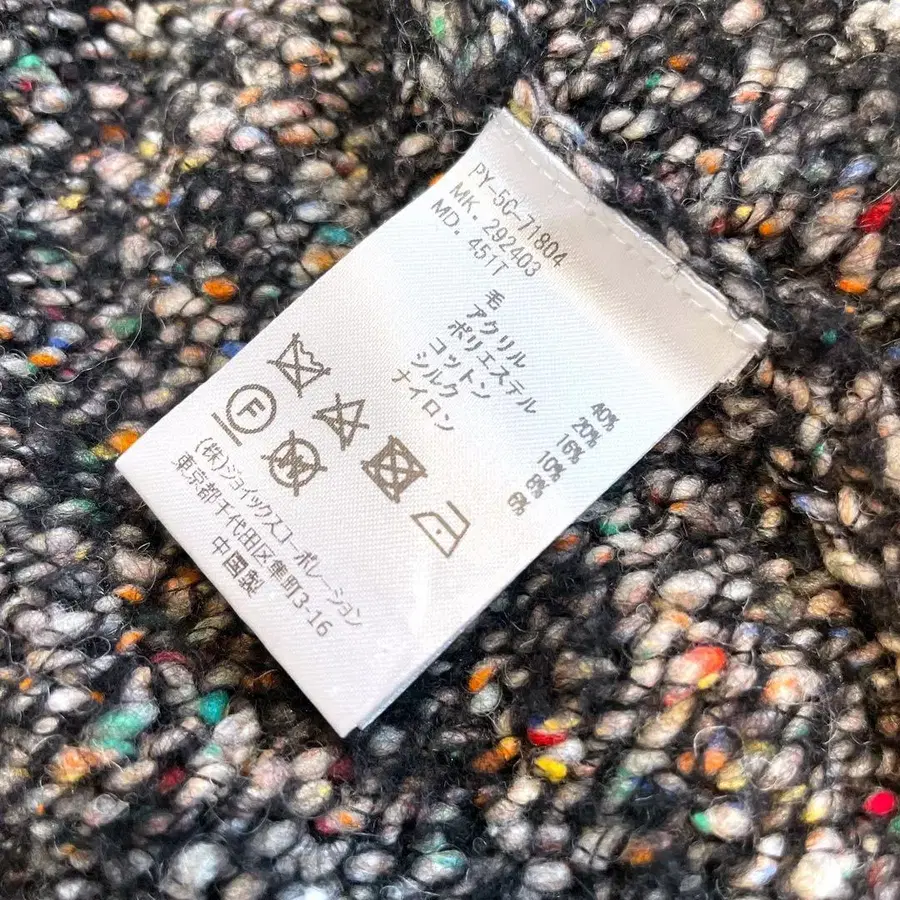 PY-5G-71804
MK. 292403
MD. 451T
毛 40%
アクリル 20%
ポリエステル 16%
コットン 10%
シルク 8%
ナイロン 6%
F
W
(株)ジョイックスコーポレーション
東京都千代田区隼町3-16
中国製